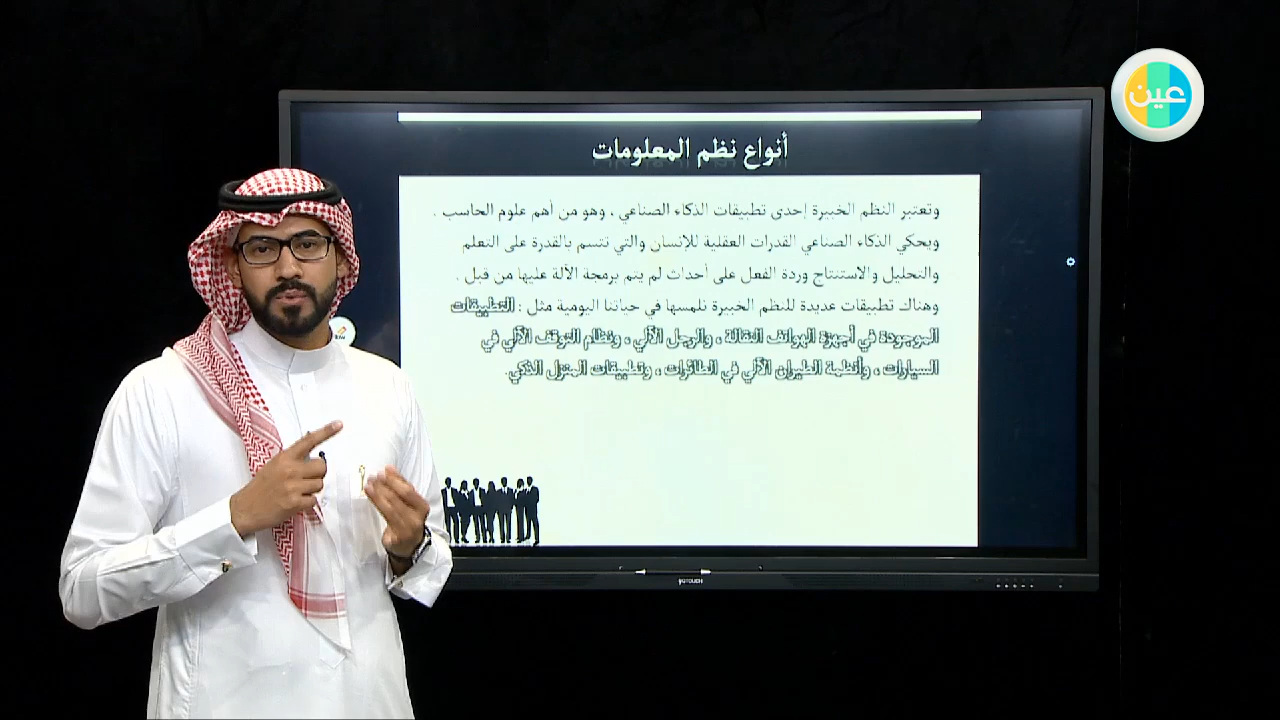 عين
أنواع نظم المعلومات
وتعتبر النظم الخبيرة إحدى تطبيقات الذكاء الصناعي ، وهو من أهم علوم الحاسب .
ويحكي الذكاء الصناعي القدرات العقلية للانسان والتي تتسم بالقدرة على التعلم
والتحليل والاستنتاج وردة الفعل على أحداث لم يتم برمجة الآلة عليها من قبل .
وهناك تطبيقات عديدة للنظم الخبيرة نلمسها في حياتنا اليومية مثل : التطبيقات
الموجودة في أجهزة الهواتف النقالة ، والرجل الآلي ، ونظام التوقف الآلي في
السيارات ، وأنظمة الطيران الآلي في الطائرات ، وتطبيقات المنزل الذكي.